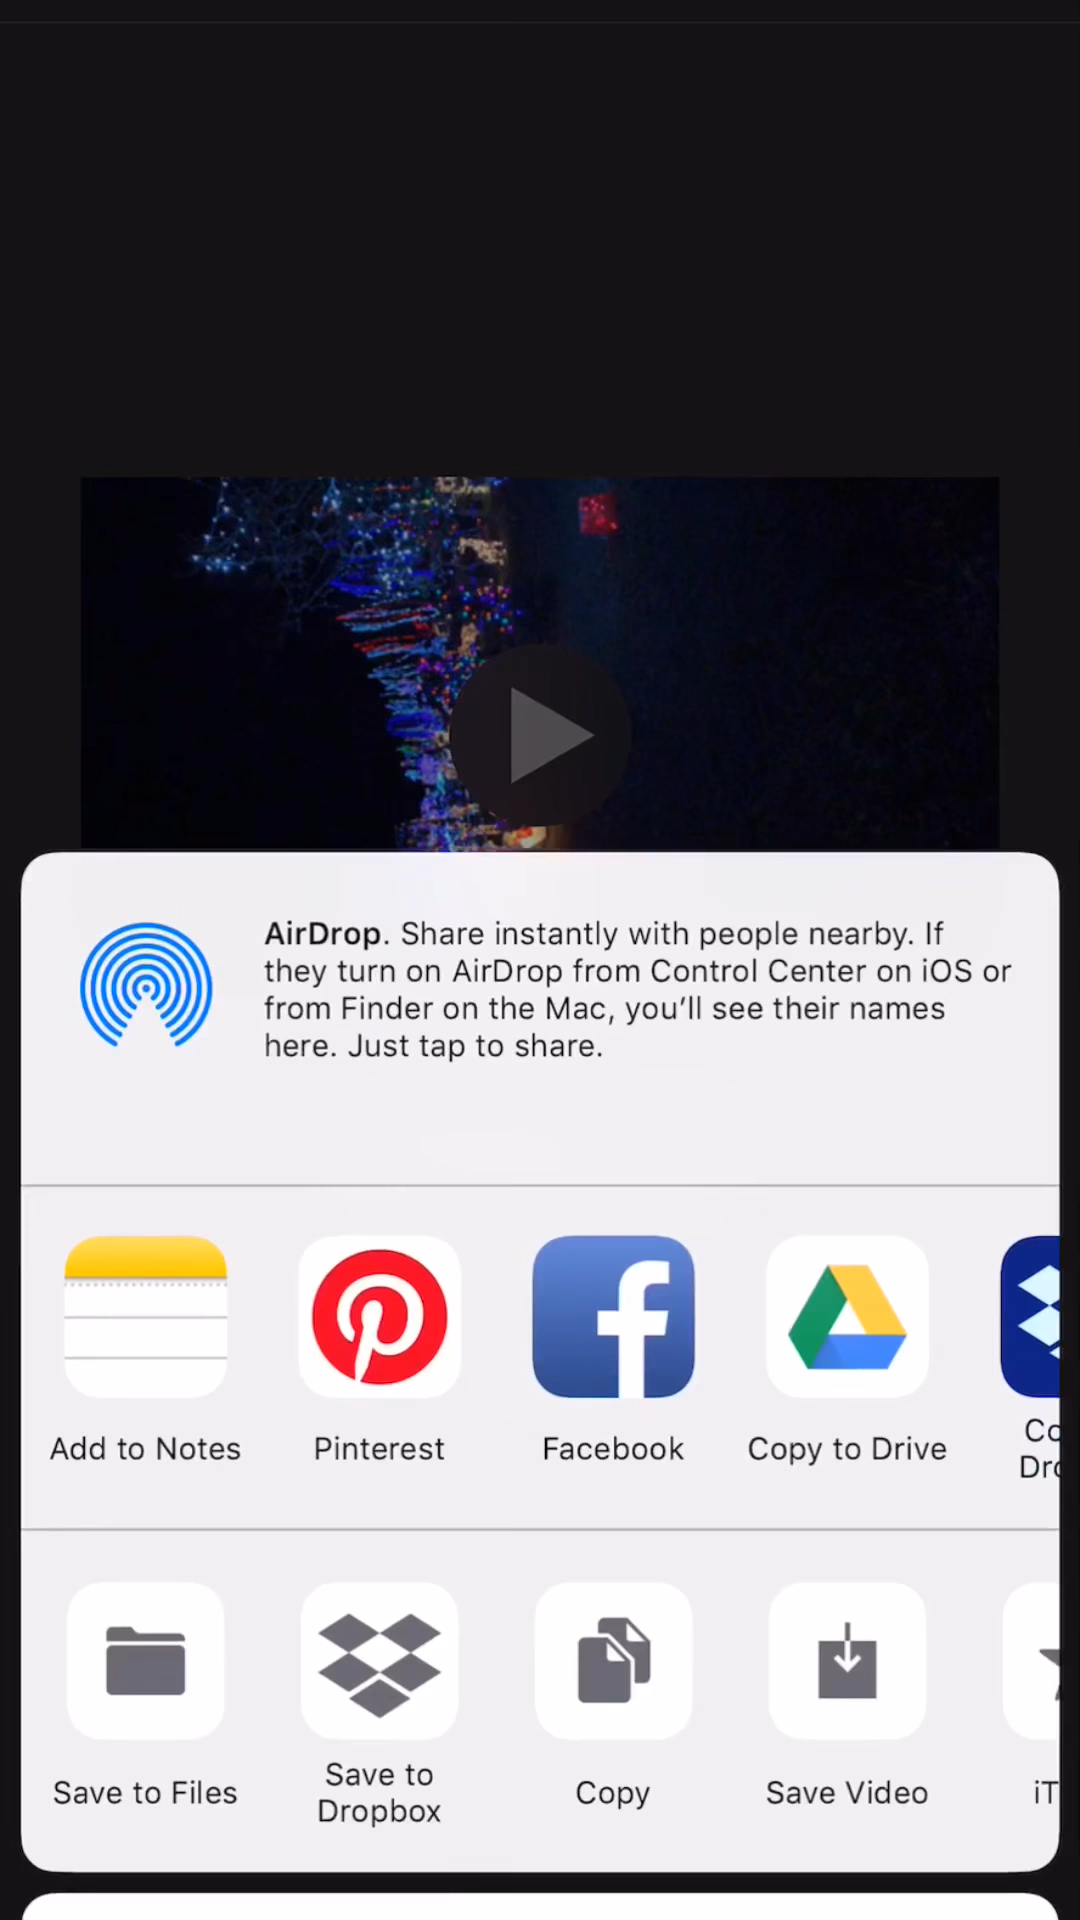 AirDrop. Share instantly with people nearby. If
they turn on AirDrop from Control Center on iOS or
from Finder on the Mac, you’ll see their names
here. Just tap to share.
Add to Notes
Pinterest
Facebook
Copy to Drive
Save to Files
Save to
Dropbox
Copy
Save Video